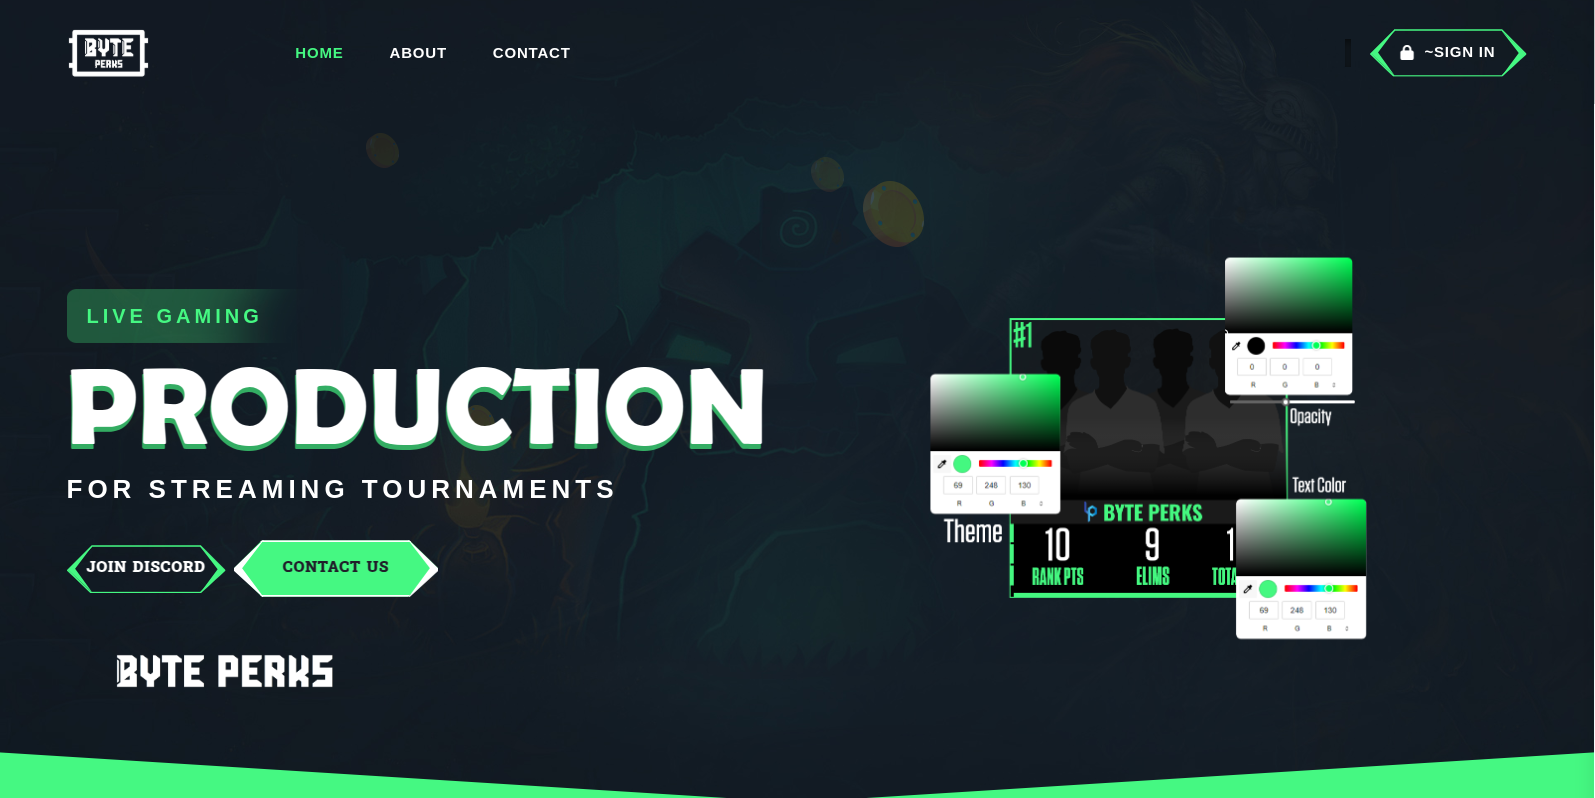 BYTE
PERKS
HOME
ABOUT
CONTACT
~SIGN IN
LIVE GAMING
PRODUCTION
FOR STREAMING TOURNAMENTS
JOIN DISCORD
CONTACT US
BYTE PERKS
#1
0 0 0
R G B
Opacity
69 248 130
R G B
Theme
Text Color
BYTE PERKS
10
RANK PTS
9
ELIMS
69 248 130
R G B